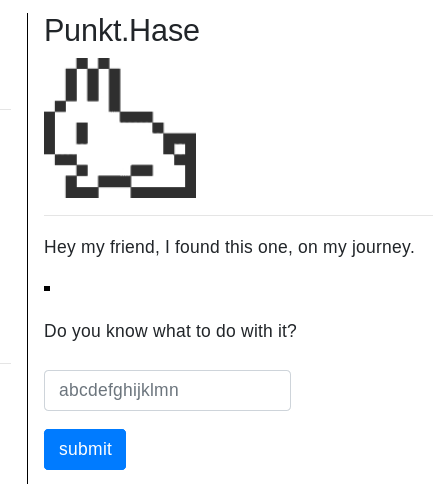 Punkt.Hase
Hey my friend, I found this one, on my journey.
Do you know what to do with it?
abcdefghijklmn
submit